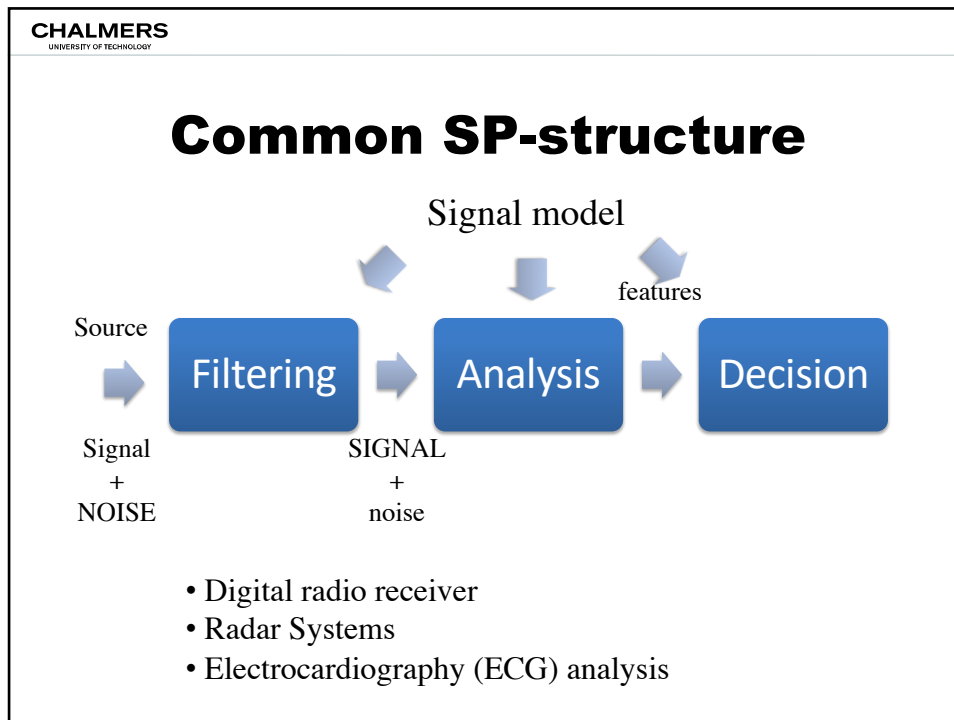 CHALMERS
UNIVERSITY OF TECHNOLOGY
Common SP-structure
Signal model
features
Source
Filtering
Analysis
Decision
Signal
+
NOISE
SIGNAL
+
noise
• Digital radio receiver
• Radar Systems
• Electrocardiography (ECG) analysis